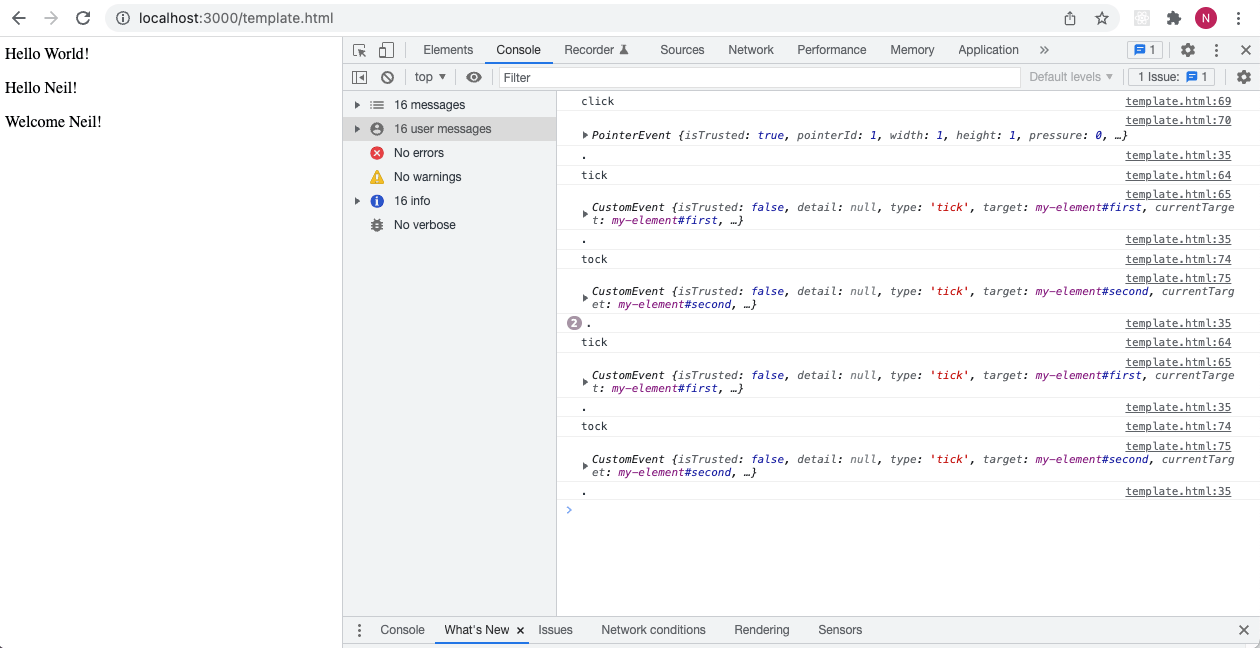 localhost:3000/template.html
N
Hello World!
Hello Neil!
Welcome Neil!
Elements Console Recorder Sources Network Performance Memory Application » 1
top ▼ Filter Default levels ▼ 1 Issue: 1
16 messages
16 user messages
No errors
No warnings
16 info
No verbose
click template.html:69
template.html:70
PointerEvent {isTrusted: true, pointerId: 1, width: 1, height: 1, pressure: 0, …}
. template.html:35
tick template.html:64
template.html:65
CustomEvent {isTrusted: false, detail: null, type: 'tick', target: my-element#first, currentTarge
t: my-element#first, …}
. template.html:35
tock template.html:74
template.html:75
CustomEvent {isTrusted: false, detail: null, type: 'tick', target: my-element#second, currentTarg
et: my-element#second, …}
2 . template.html:35
tick template.html:64
template.html:65
CustomEvent {isTrusted: false, detail: null, type: 'tick', target: my-element#first, currentTarge
t: my-element#first, …}
. template.html:35
tock template.html:74
template.html:75
CustomEvent {isTrusted: false, detail: null, type: 'tick', target: my-element#second, currentTarg
et: my-element#second, …}
. template.html:35
>
Console What's New × Issues Network conditions Rendering Sensors